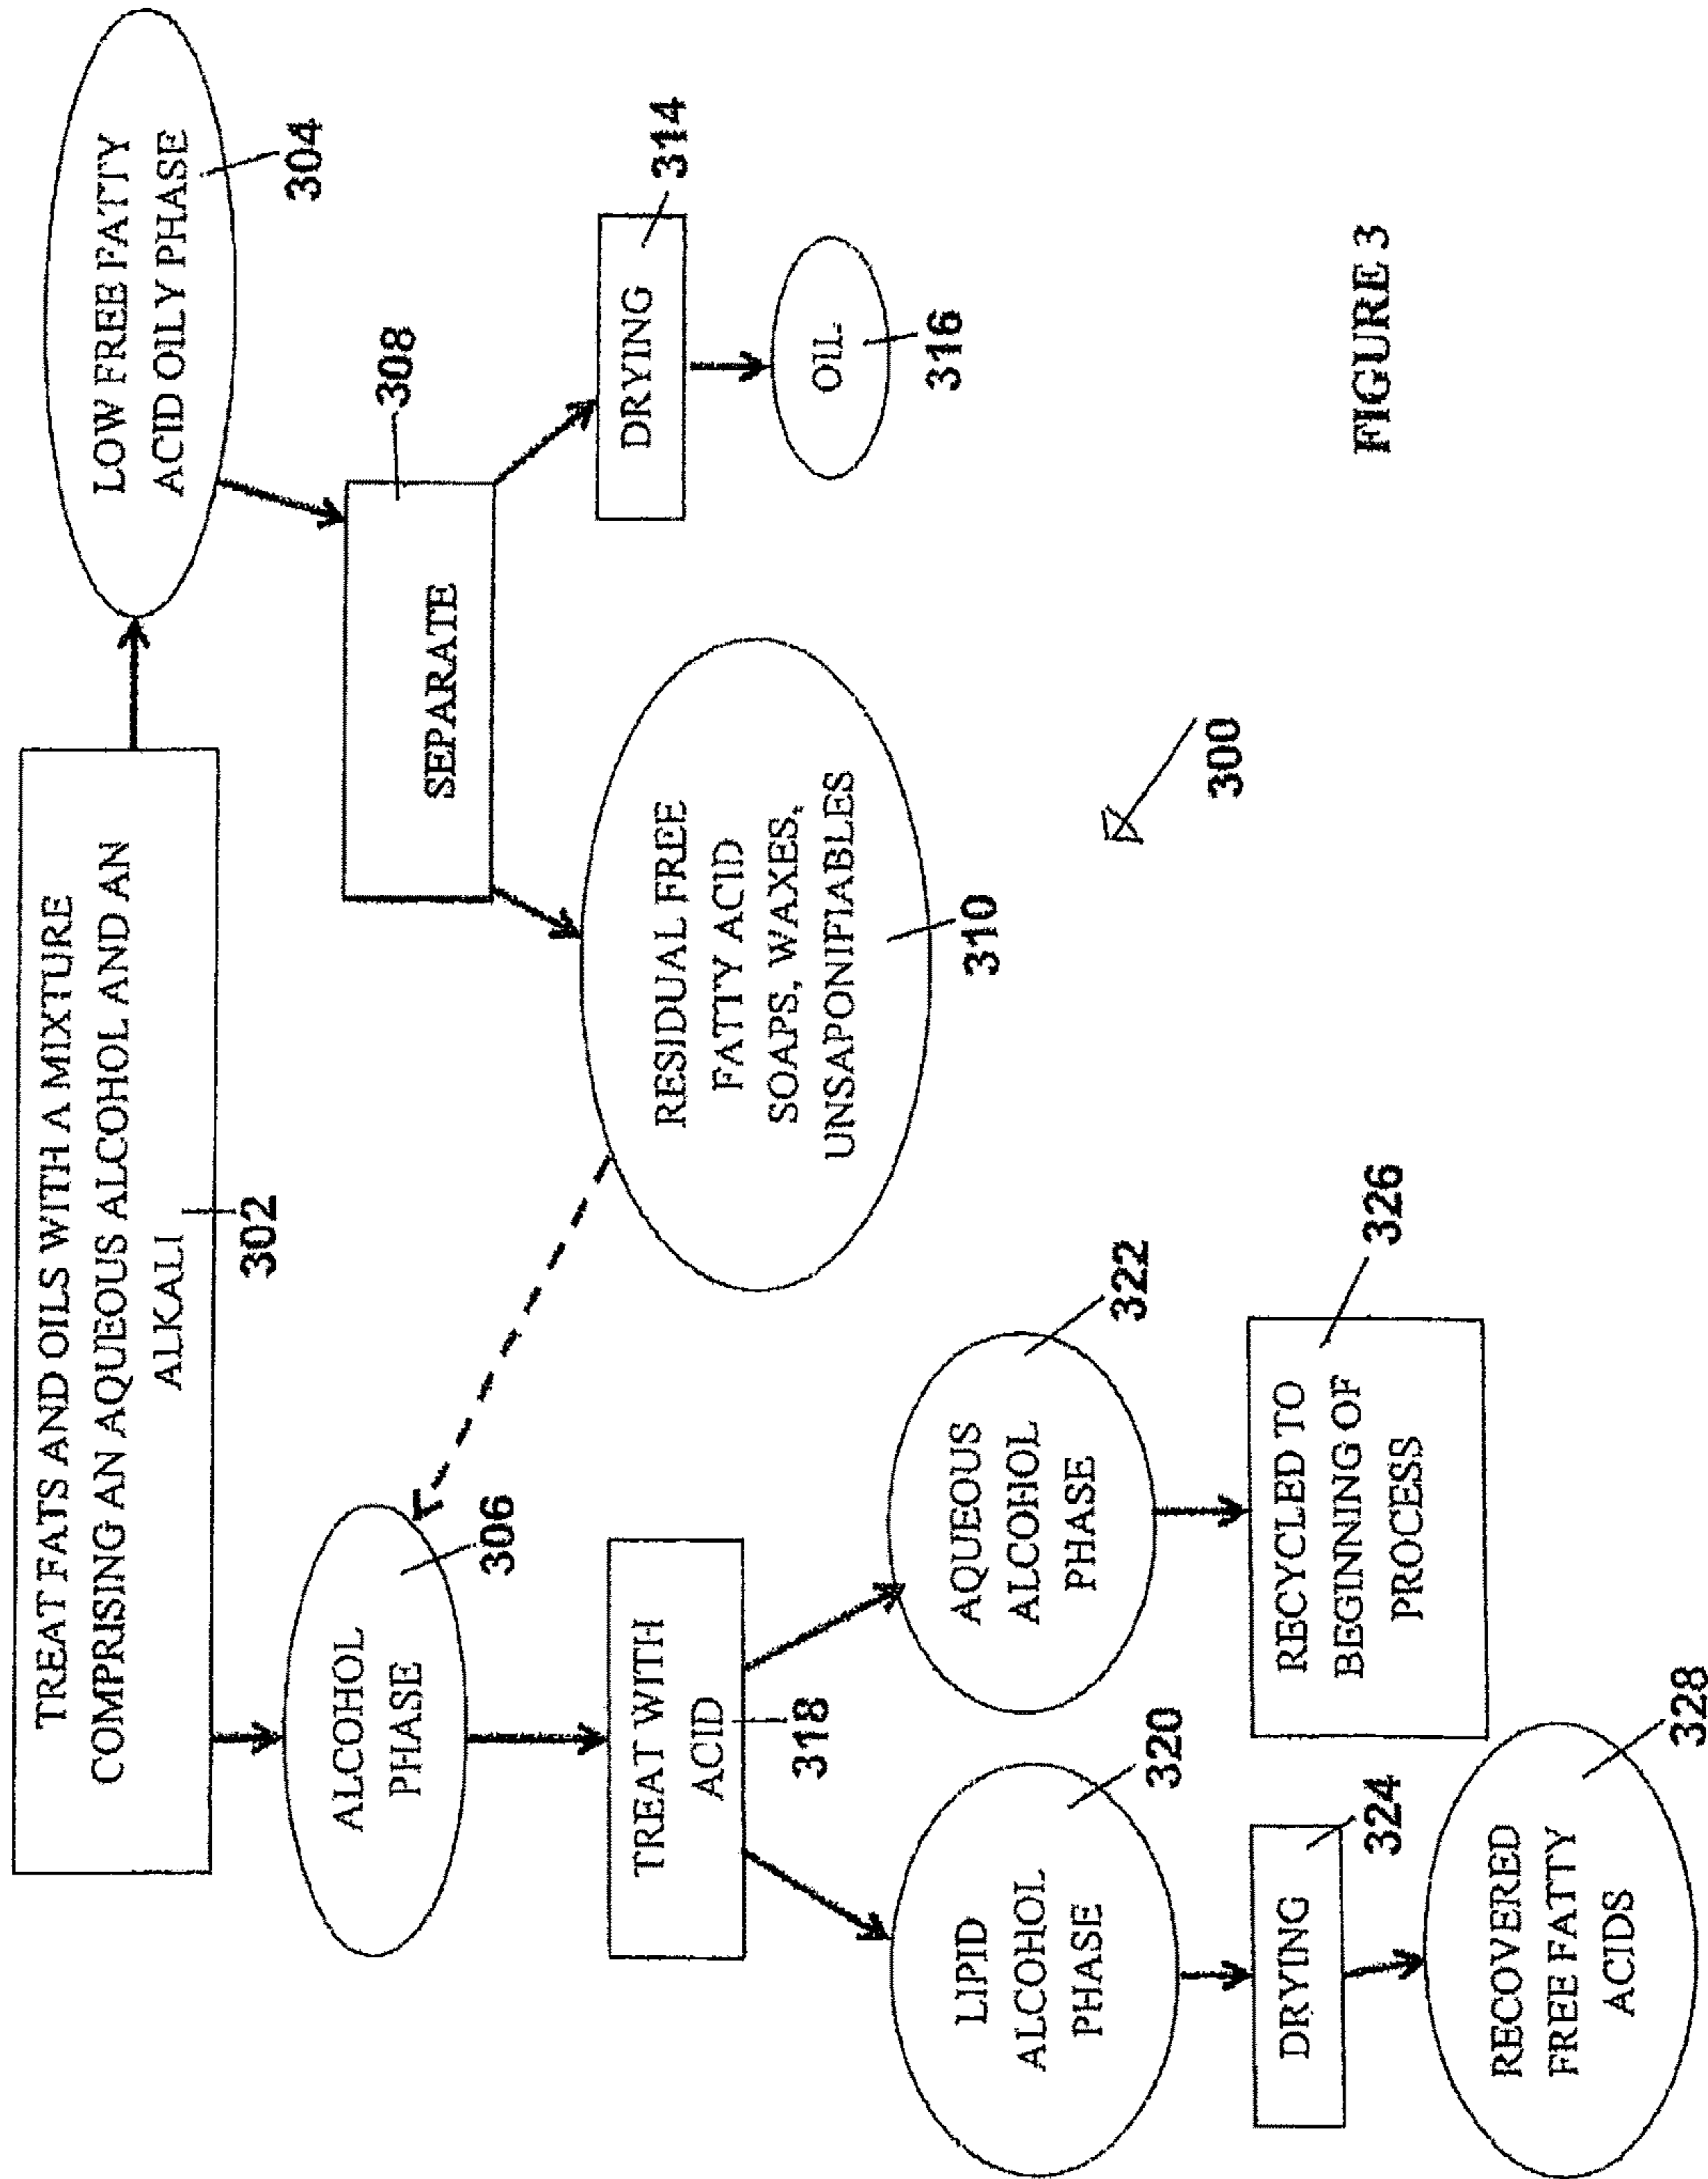 TREAT FATS AND OILS WITH A MIXTURE
COMPRISING AN AQUEOUS ALCOHOL AND AN
ALKALI
302
LOW FREE FATTY
ACID OILY PHASE
304
ALCOHOL
PHASE
306
SEPARATE
308
TREAT WITH
ACID
318
RESIDUAL FREE
FATTY ACID
SOAPS, WAXES,
UNSAPONIFIABLES
310
DRYING
314
OIL
316
LIPID
ALCOHOL
PHASE
320
AQUEOUS
ALCOHOL
PHASE
322
300
DRYING
324
RECYCLED TO
BEGINNING OF
PROCESS
326
RECOVERED
FREE FATTY
ACIDS
328
FIGURE 3